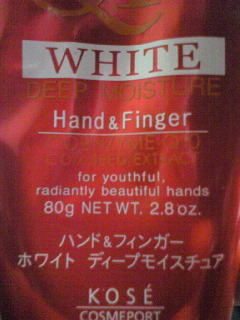 WHITE
DEEP MOISTURE
Hand & Finger
COENZYME Q10
for youthful,
radiantly beautiful hands
80g NET WT. 2.8 oz.
ハンド&フィンガー
ホワイト ディープモイスチュア
KOSÉ
COSMEPORT